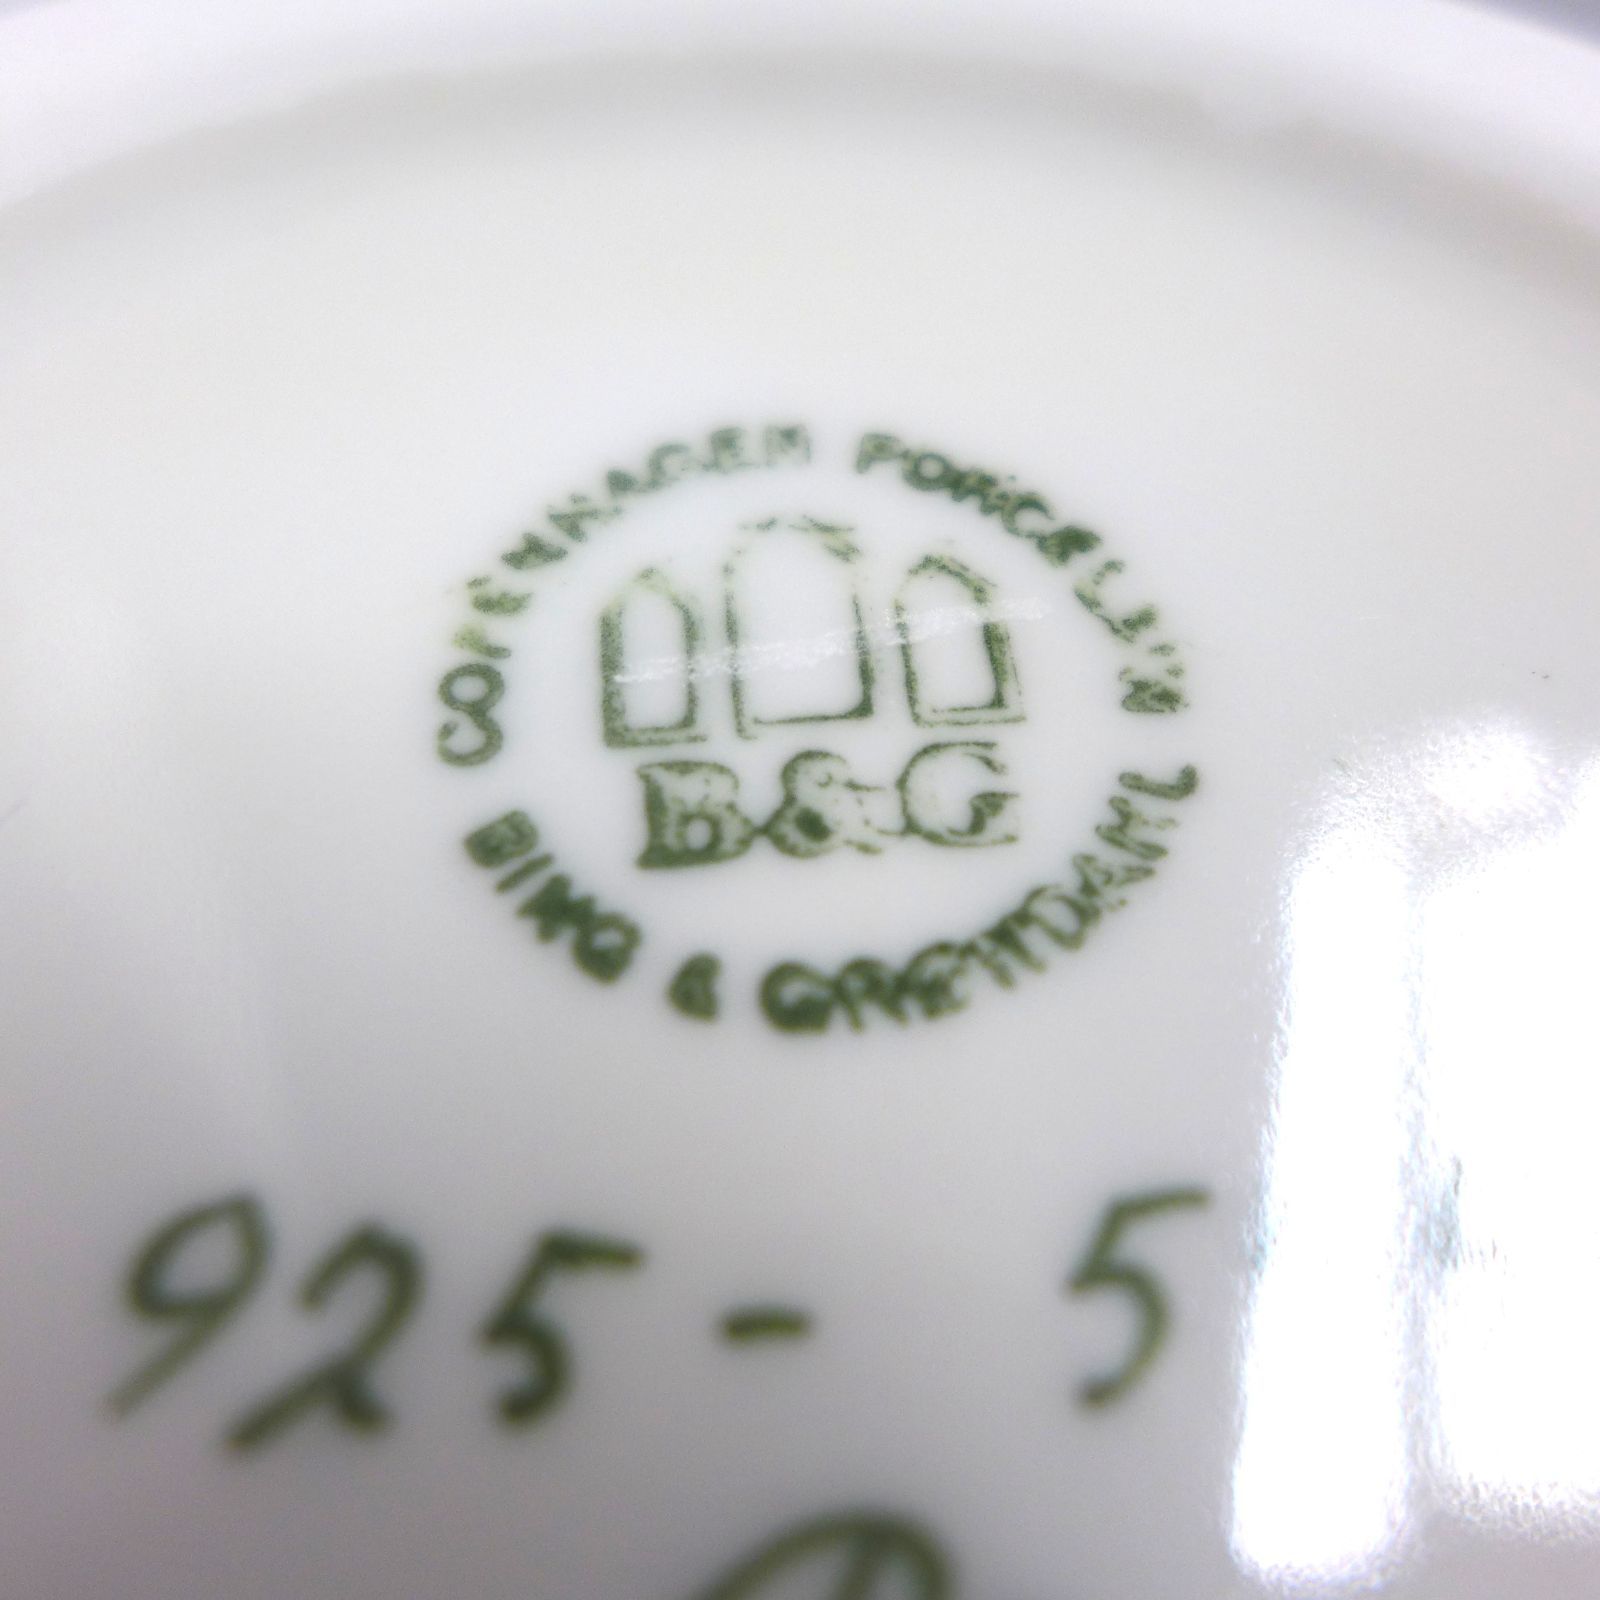 COPENHAGEN PORCELAIN
B&G
BING & GRØNDAHL
925- 5